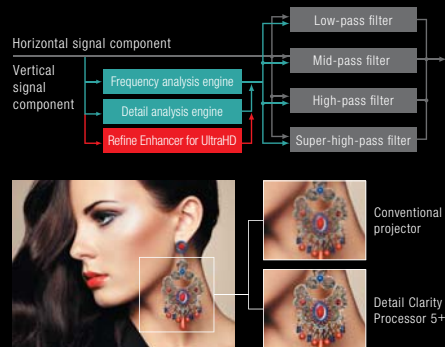 Low-pass filter
Horizontal signal component
Mid-pass filter
Vertical
signal
component
Frequency analysis engine
Detail analysis engine
High-pass filter
Refine Enhancer for UltraHD
Super-high-pass filter
Conventional
projector
Detail Clarity
Processor 5+